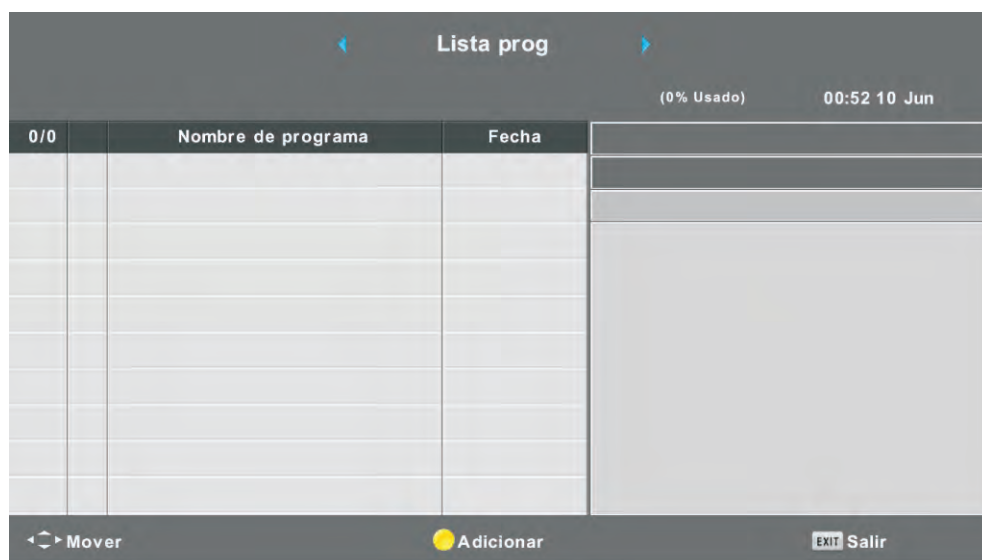 Lista prog
(0% Usado) 00:52 10 Jun
0/0 Nombre de programa Fecha
Mover Adicionar EXIT Salir